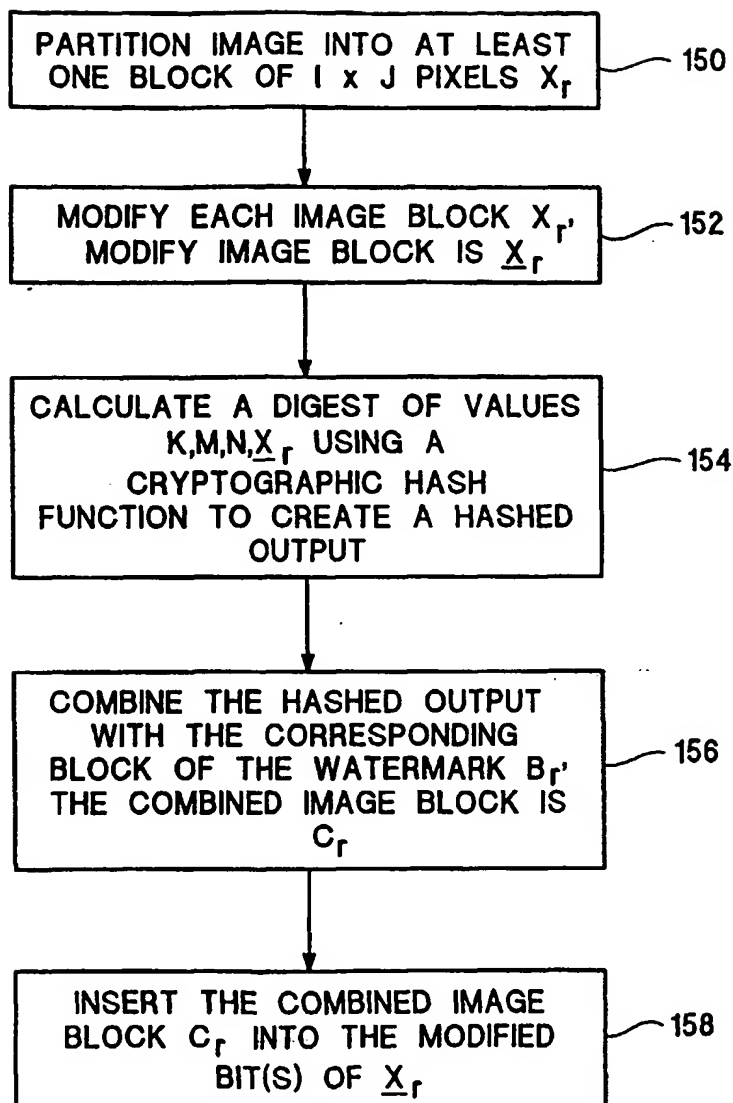 PARTITION IMAGE INTO AT LEAST
ONE BLOCK OF I x J PIXELS Xr
150
MODIFY EACH IMAGE BLOCK Xr,
MODIFY IMAGE BLOCK IS X̲r
152
CALCULATE A DIGEST OF VALUES
K,M,N,X̲r USING A
CRYPTOGRAPHIC HASH
FUNCTION TO CREATE A HASHED
OUTPUT
154
COMBINE THE HASHED OUTPUT
WITH THE CORRESPONDING
BLOCK OF THE WATERMARK Br,
THE COMBINED IMAGE BLOCK IS
Cr
156
INSERT THE COMBINED IMAGE
BLOCK Cr INTO THE MODIFIED
BIT(S) OF X̲r
158